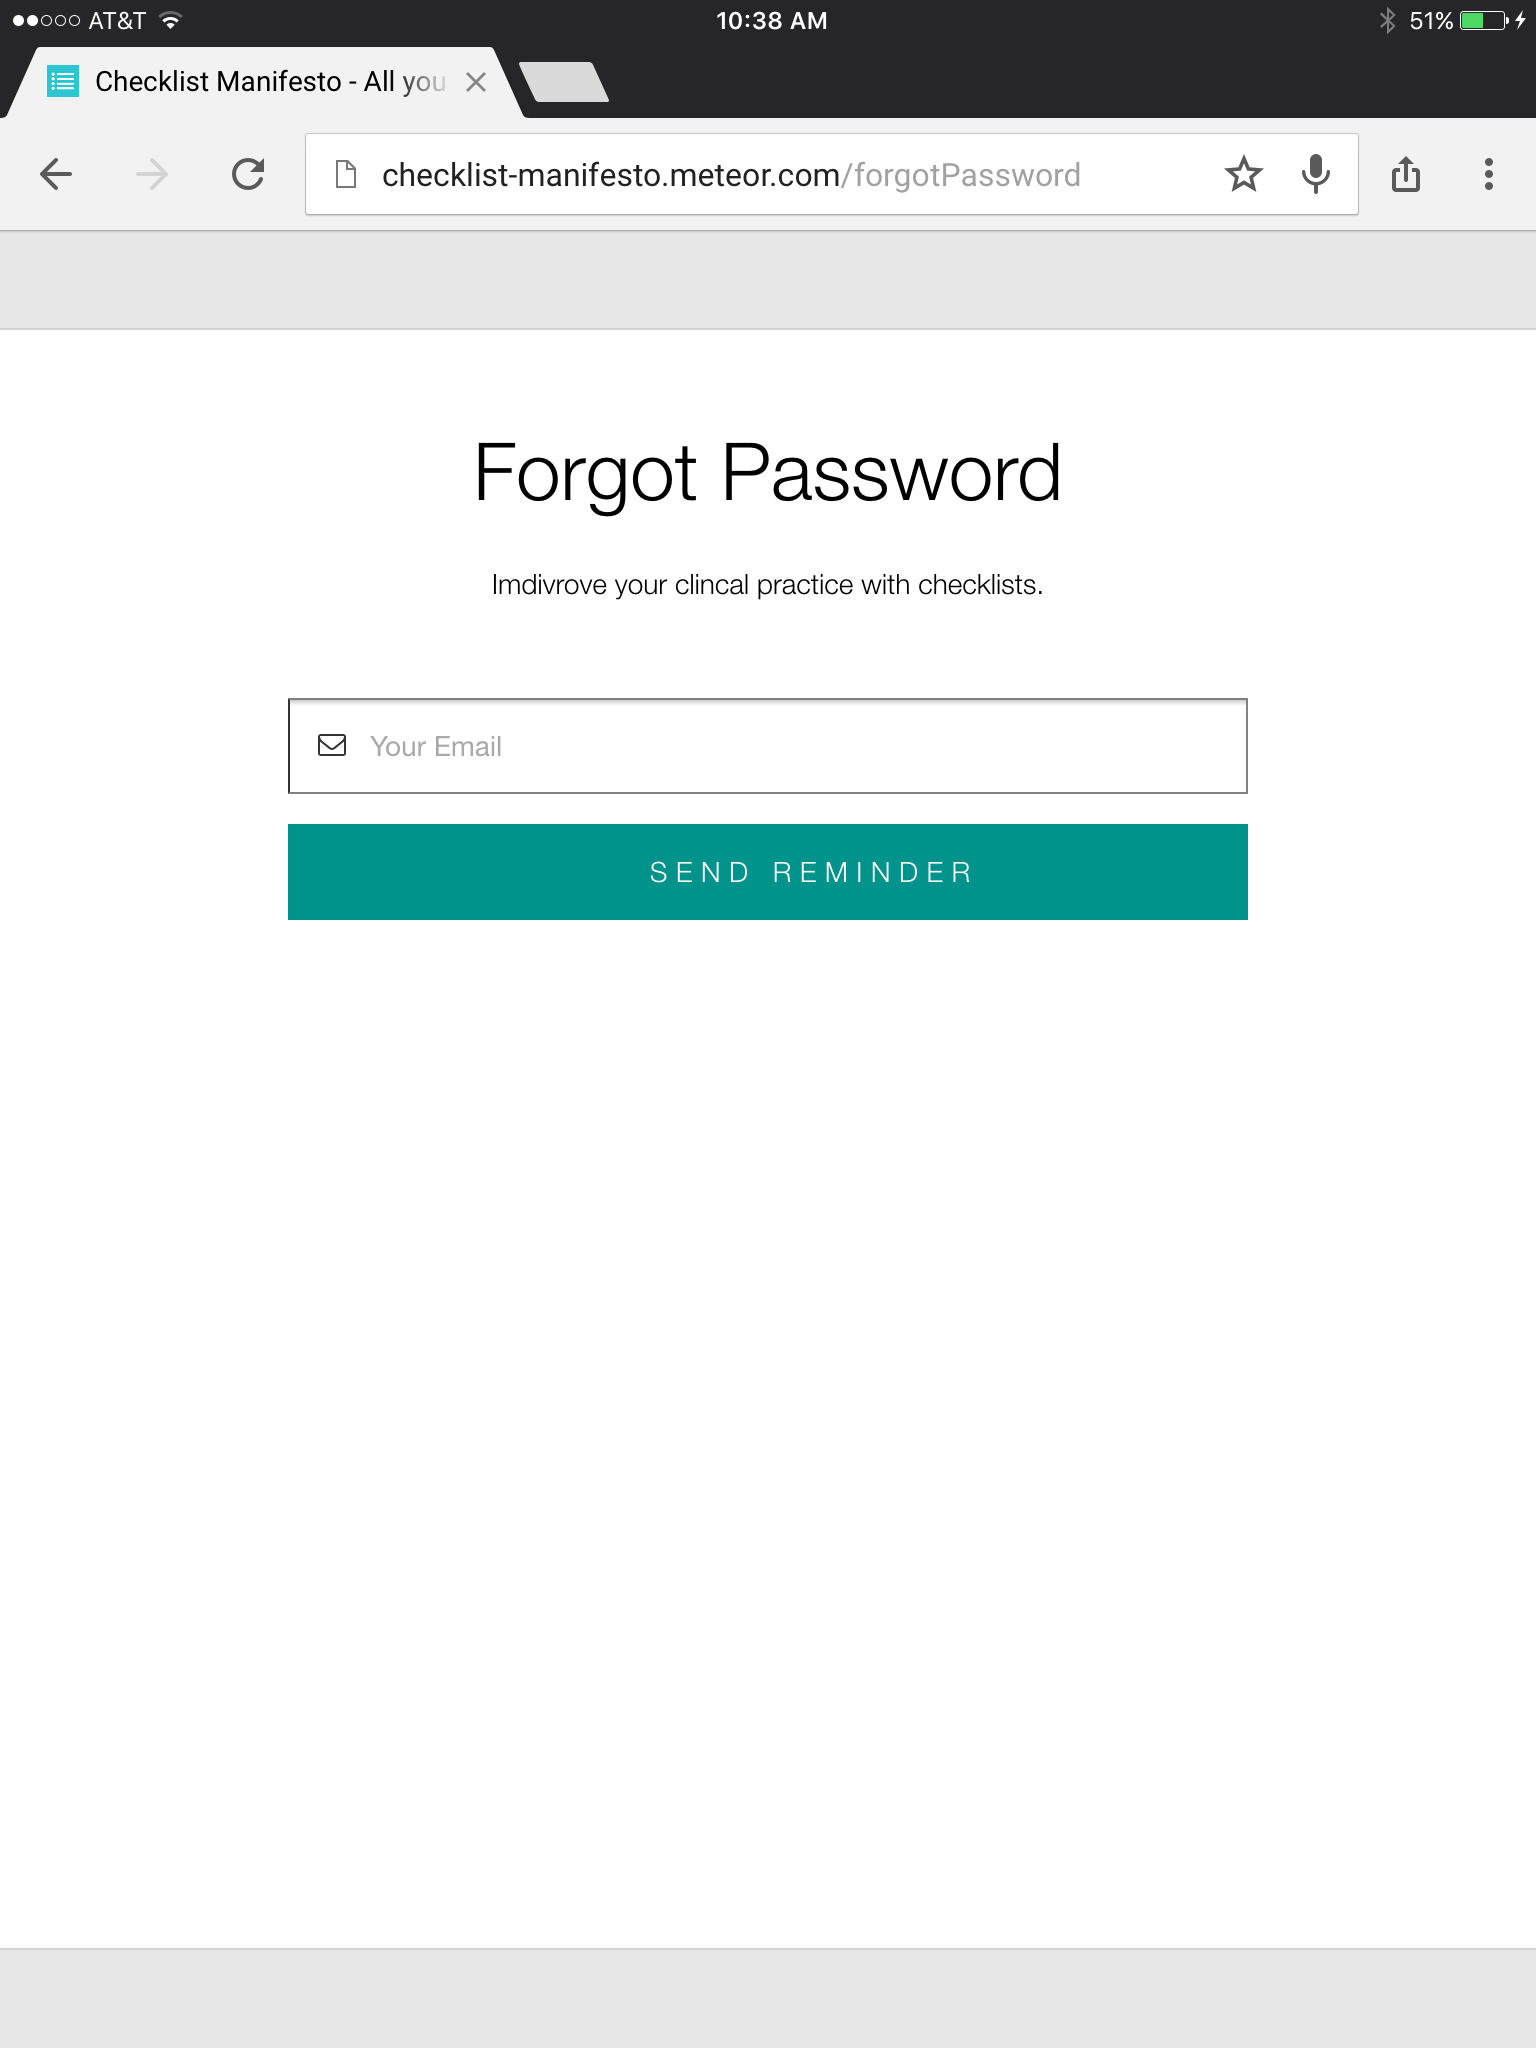 AT&T
10:38 AM
51%
Checklist Manifesto - All you
checklist-manifesto.meteor.com/forgotPassword
Forgot Password
Imdivrove your clincal practice with checklists.
Your Email
SEND REMINDER